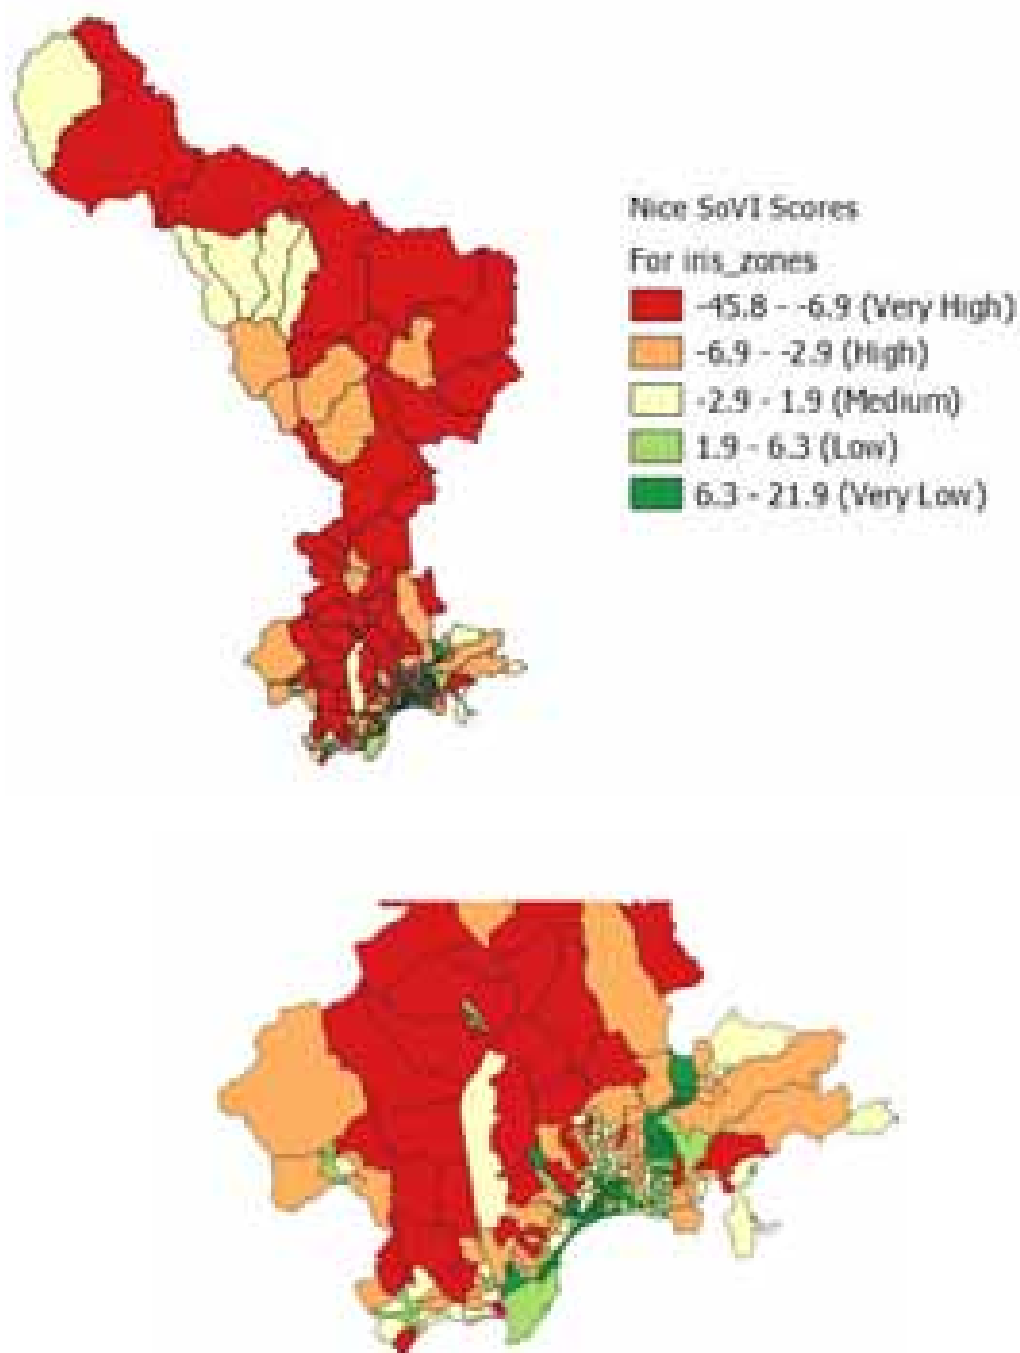 Nice SoVI Scores
For iris_zones
-45.8 - -6.9 (Very High)
-6.9 - -2.9 (High)
-2.9 - 1.9 (Medium)
1.9 - 6.3 (Low)
6.3 - 21.9 (Very Low)